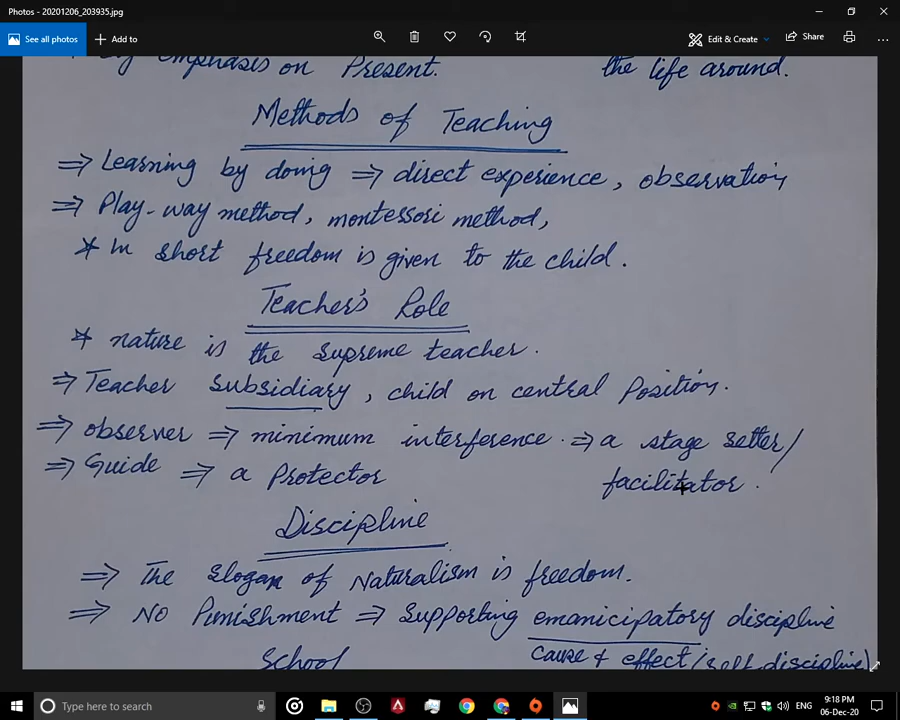 Photos - 20201206_203935.jpg
See all photos
Add to
Edit & Create
Share
emphasis on Present.
the life around.
Methods of Teaching
⇒ Learning by doing ⇒ direct experience, observation,
⇒ Play-way method, montessori method,
* In short freedom is given to the child.
Teacher's Role
* nature is the supreme teacher.
⇒ Teacher subsidiary, child on central Position.
⇒ observer ⇒ minimum interference. ⇒ a stage setter/
facilitator.
⇒ Guide ⇒ a Protector
Discipline
⇒ The slogan of Naturalism is freedom.
⇒ No Punishment ⇒ supporting emanicipatory discipline
cause & effect/(self-discipline)
School
Type here to search
9:18 PM
06-Dec-20